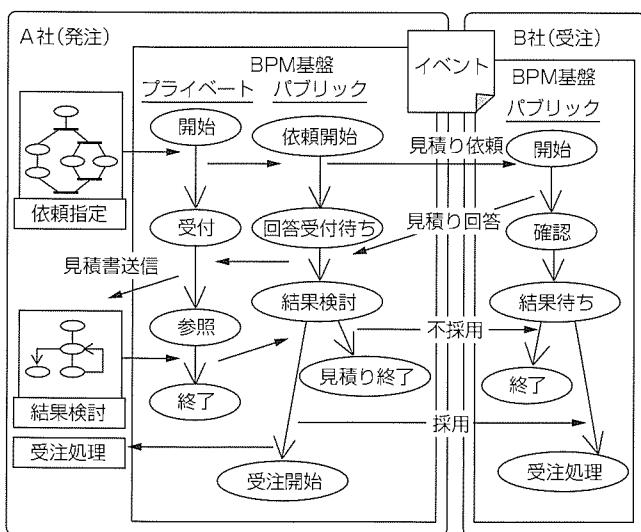 A社(発注)
BPM基盤
プライベート
パブリック
イベント
B社(受注)
BPM基盤
パブリック
開始
依頼開始
見積り依頼
開始
依頼指定
受付
回答受付待ち
見積り回答
確認
見積書送信
結果検討
結果待ち
参照
不採用
見積り終了
終了
終了
結果検討
採用
受注処理
受注開始
受注処理